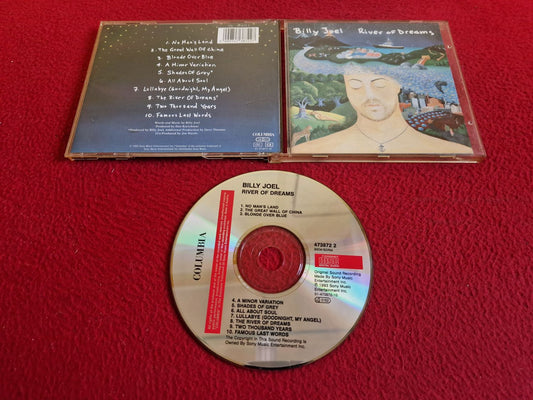 1. No Man's Land
2. The Great Wall Of China
3. Blonde Over Blue
4. A Minor Variation
5. Shades Of Grey*
6. All About Soul
7. Lullabye (Goodnight, My Angel)
8. The River Of Dreams*
9. Two Thousand Years
10. Famous Last Words
COLUMBIA
Billy Joel River of Dreams
BILLY JOEL
RIVER OF DREAMS
1. NO MAN'S LAND
2. THE GREAT WALL OF CHINA
3. BLONDE OVER BLUE
COLUMBIA
473872 2
Original Sound Recording
Made By Sony Music
Entertainment Inc.
© 1993 Sony Music
Entertainment Inc.
4. A MINOR VARIATION
5. SHADES OF GREY
6. ALL ABOUT SOUL
7. LULLABYE (GOODNIGHT, MY ANGEL)
8. THE RIVER OF DREAMS
9. TWO THOUSAND YEARS
10. FAMOUS LAST WORDS
The Copyright In This Sound Recording Is
Owned By Sony Music Entertainment Inc.